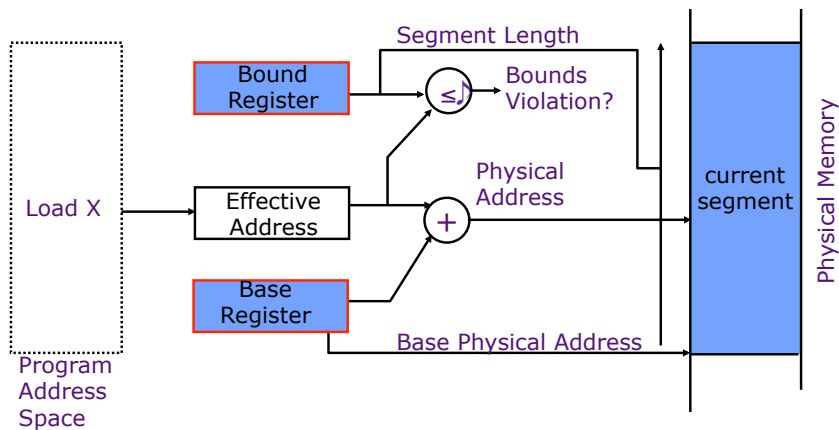 Segment Length
Bound
Register
≤♪
Bounds
Violation?
Load X
Effective
Address
Physical
Address
+
current
segment
Physical Memory
Base
Register
Base Physical Address
Program
Address
Space